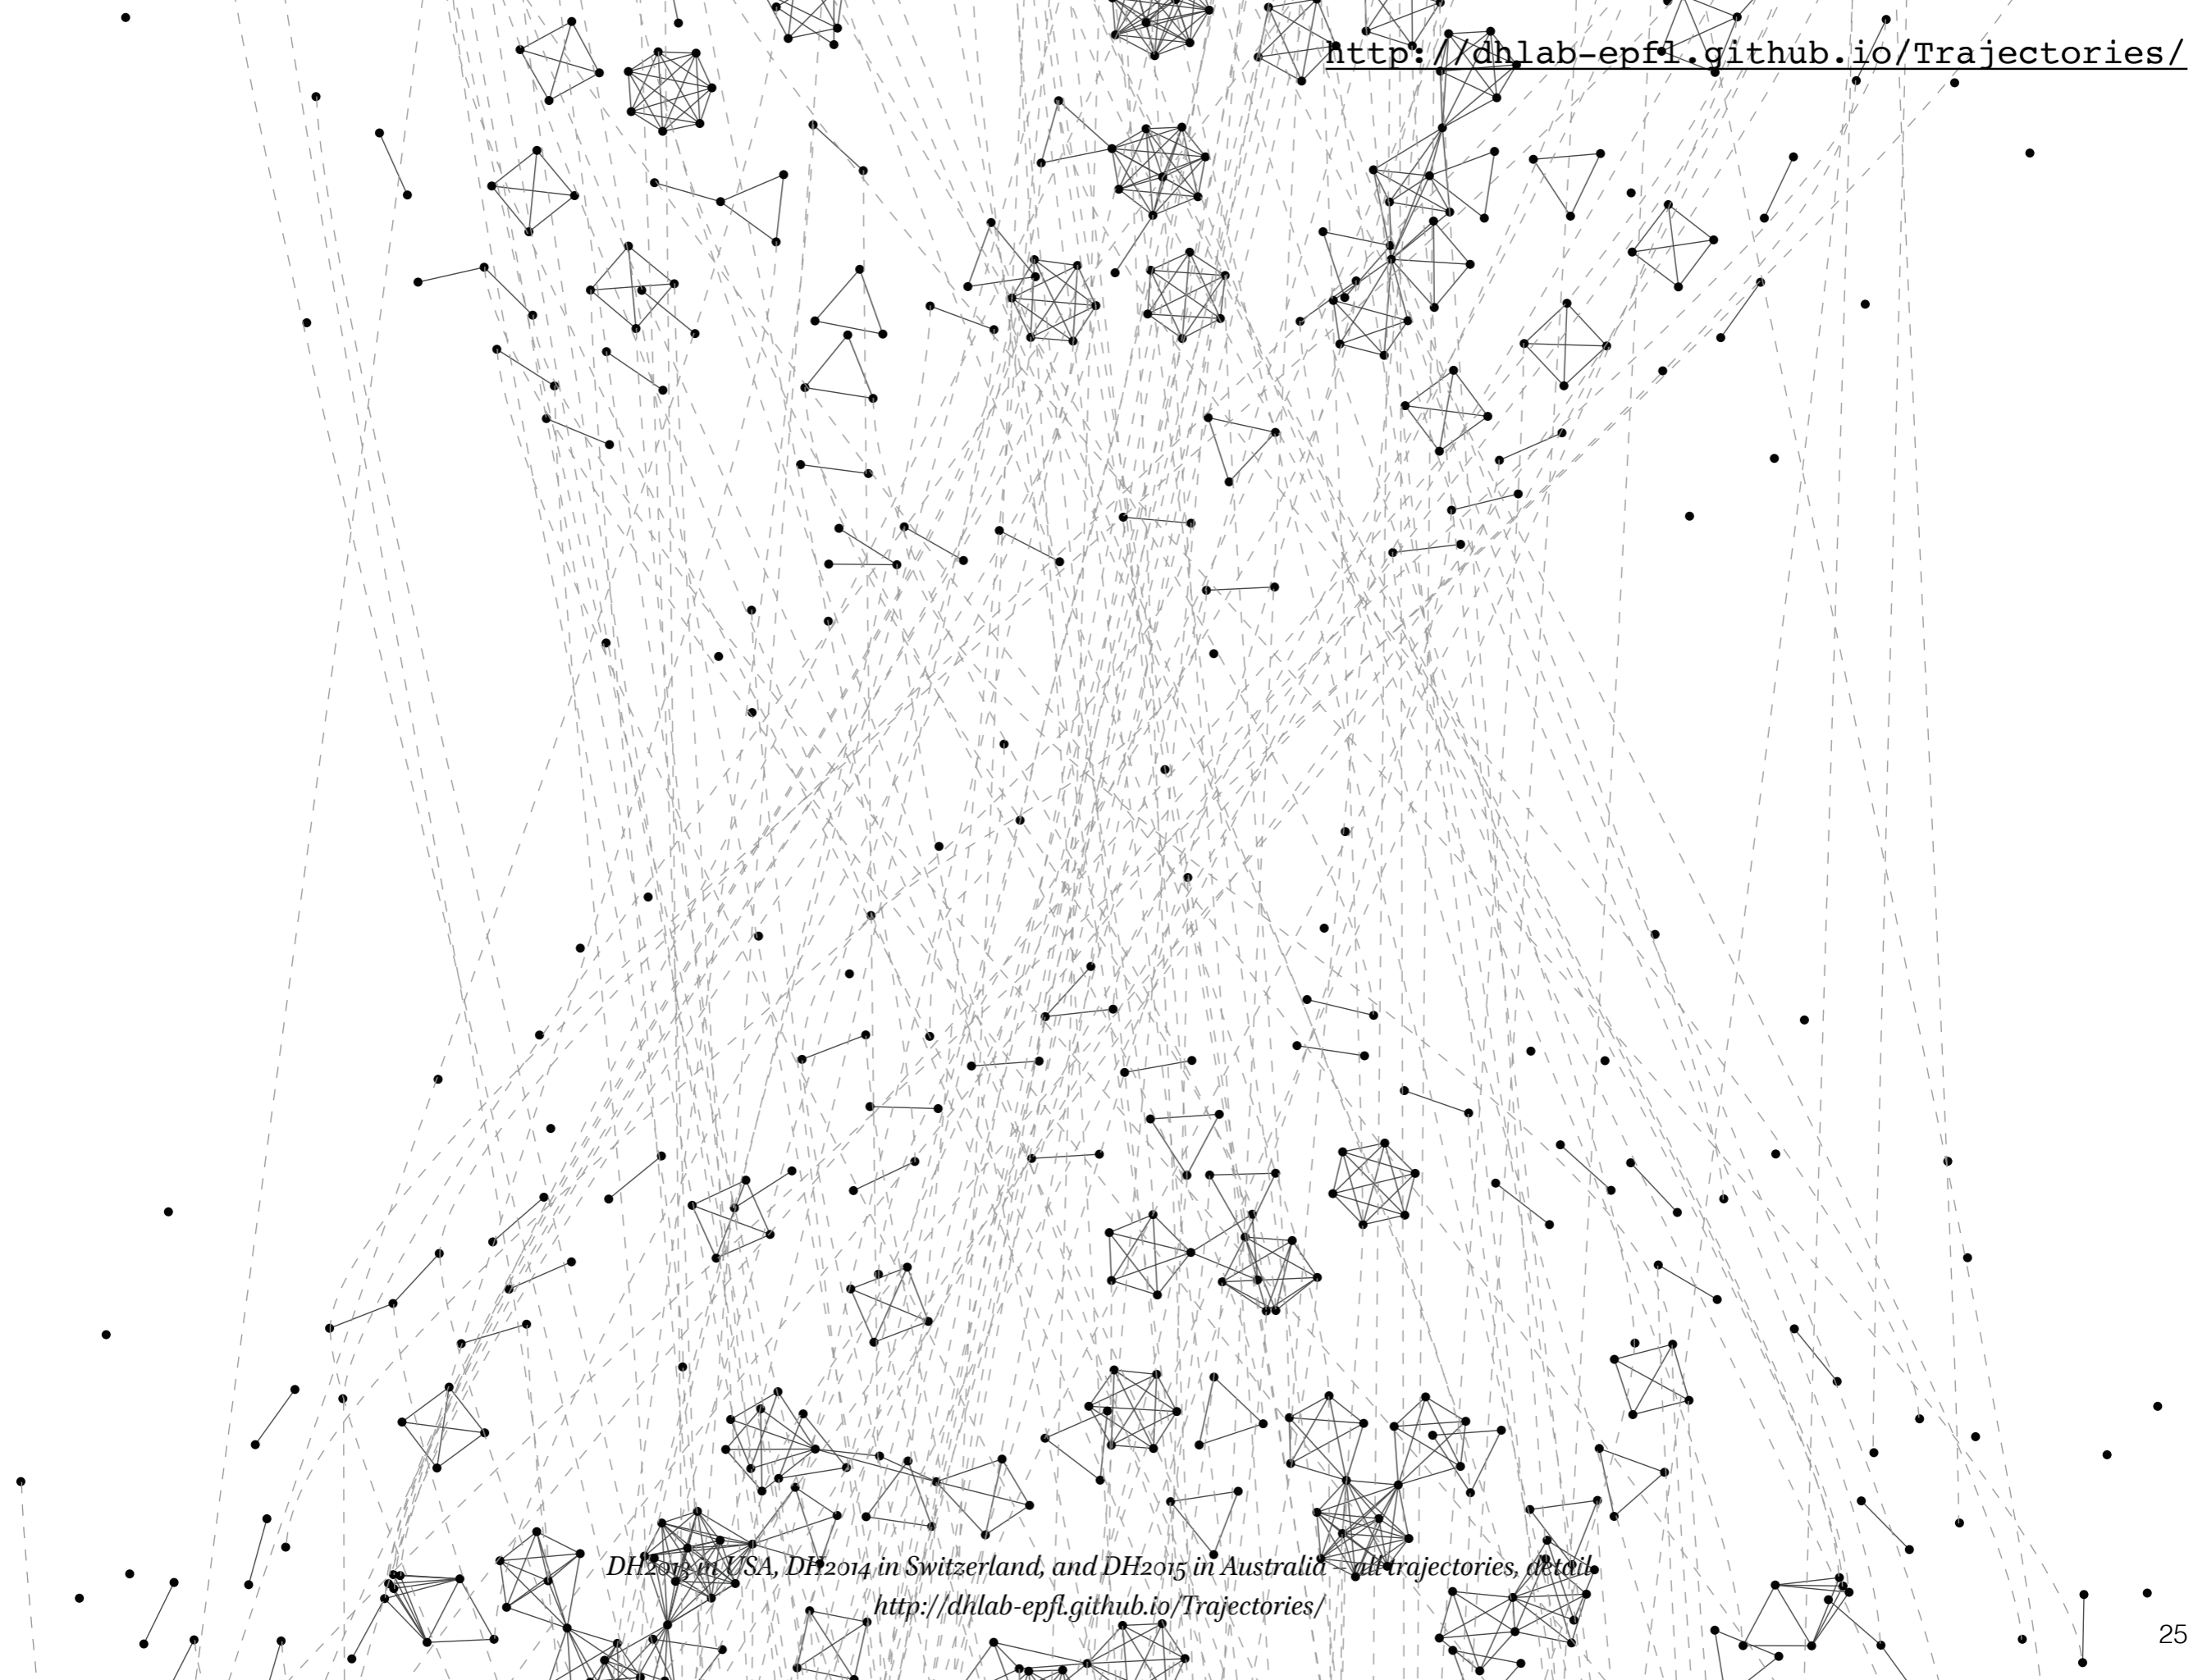 http://dhlab-epfl.github.io/Trajectories/
DH2013 in USA, DH2014 in Switzerland, and DH2015 in Australia – all trajectories, detail
http://dhlab-epfl.github.io/Trajectories/
25